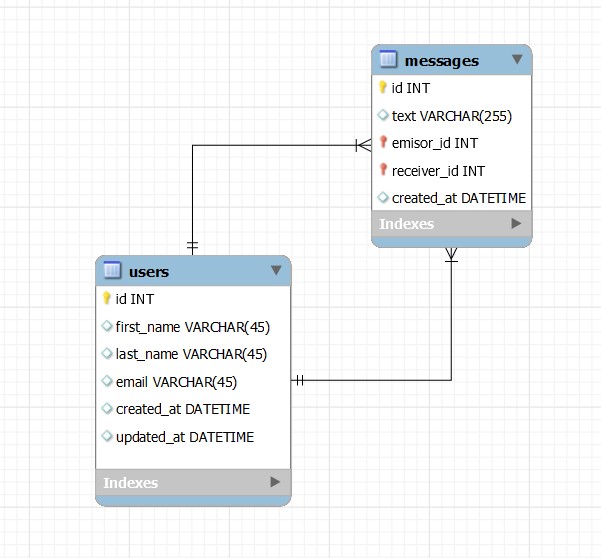 messages
id INT
text VARCHAR(255)
emisor_id INT
receiver_id INT
created_at DATETIME
Indexes
users
id INT
first_name VARCHAR(45)
last_name VARCHAR(45)
email VARCHAR(45)
created_at DATETIME
updated_at DATETIME
Indexes